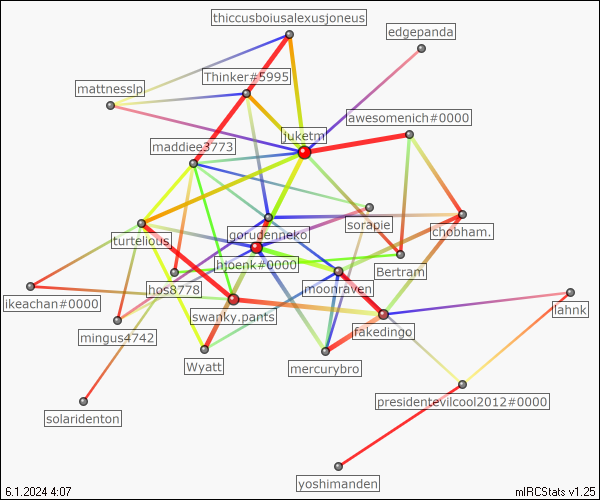 thiccusboiusalexusjoneus
edgepanda
Thinker#5995
mattnesslp
awesomenich#0000
juketm
maddiee3773
sorapie
chobham.
gorudenneko
turtelious
hjoenk#0000
Bertram
hos8778
moonraven
ikeachan#0000
swanky.pants
lahnk
fakedingo
mingus4742
Wyatt
mercurybro
presidentevilcool2012#0000
solaridenton
yoshimanden
6.1.2024 4:07
mIRCStats v1.25